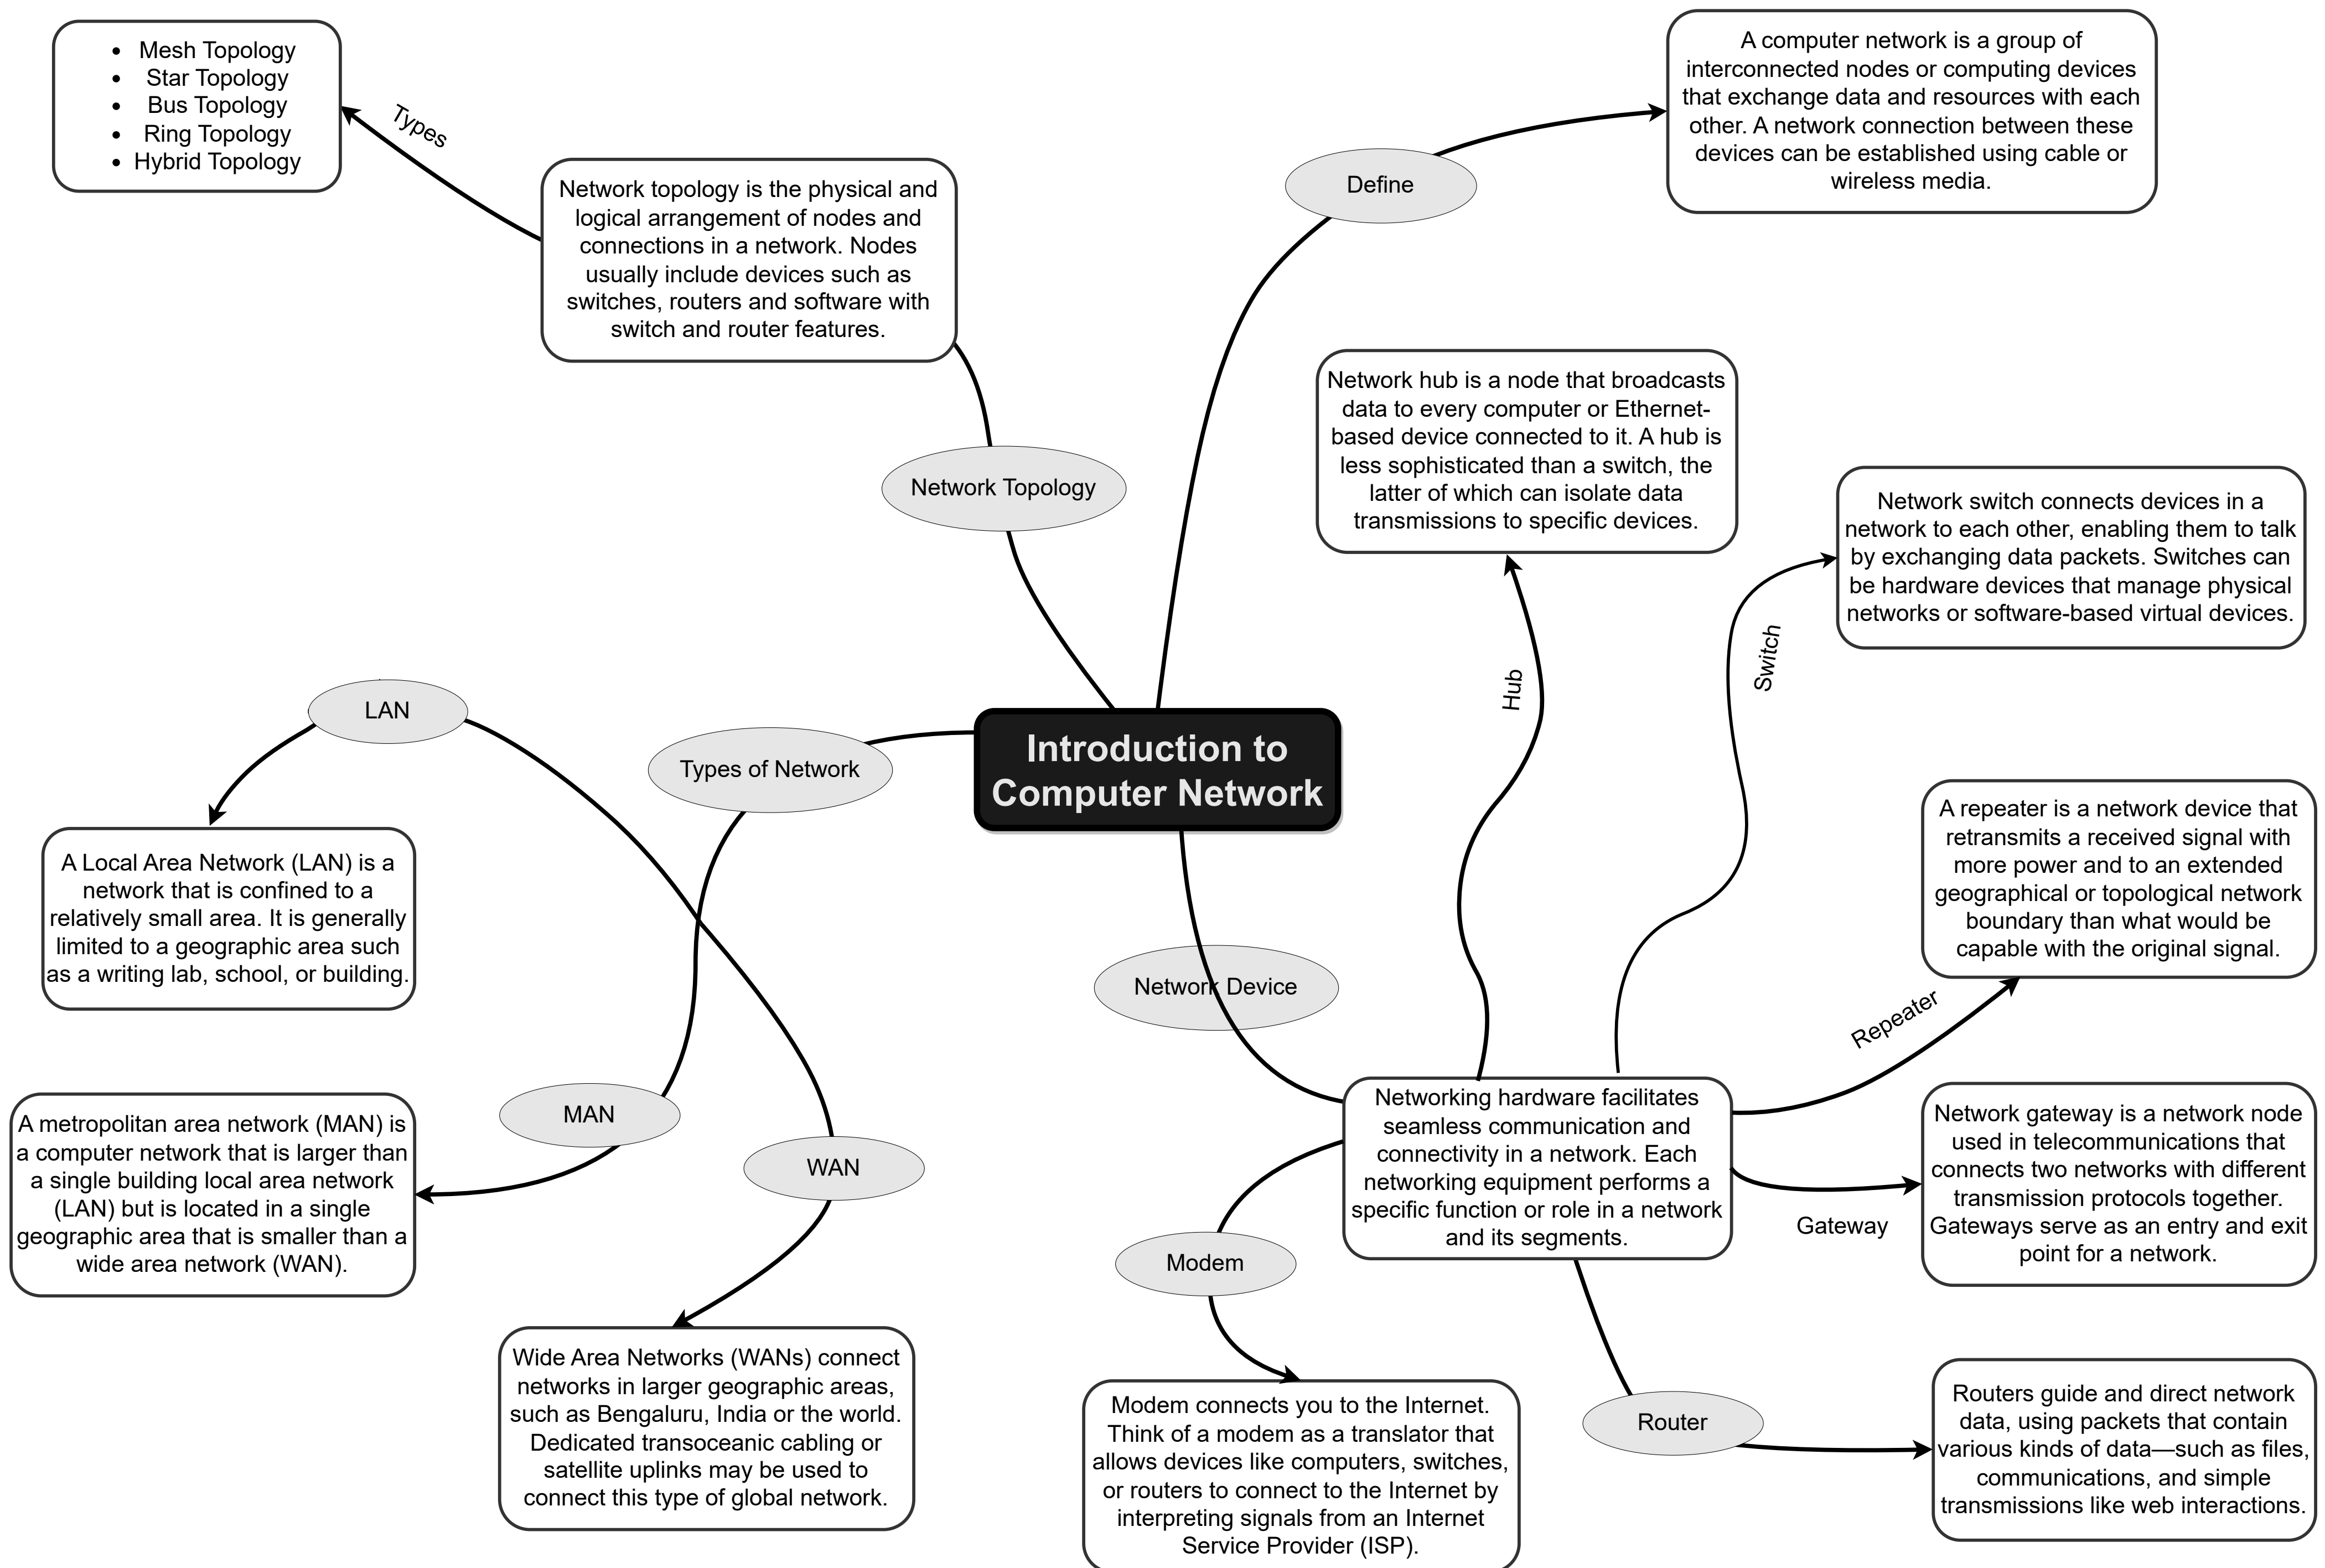 Introduction to
Computer Network
Define
A computer network is a group of
interconnected nodes or computing devices
that exchange data and resources with each
other. A network connection between these
devices can be established using cable or
wireless media.
Network Topology
Network topology is the physical and
logical arrangement of nodes and
connections in a network. Nodes
usually include devices such as
switches, routers and software with
switch and router features.
Types
• Mesh Topology
• Star Topology
• Bus Topology
• Ring Topology
• Hybrid Topology
Types of Network
LAN
A Local Area Network (LAN) is a
network that is confined to a
relatively small area. It is generally
limited to a geographic area such
as a writing lab, school, or building.
MAN
A metropolitan area network (MAN) is
a computer network that is larger than
a single building local area network
(LAN) but is located in a single
geographic area that is smaller than a
wide area network (WAN).
WAN
Wide Area Networks (WANs) connect
networks in larger geographic areas,
such as Bengaluru, India or the world.
Dedicated transoceanic cabling or
satellite uplinks may be used to
connect this type of global network.
Network Device
Networking hardware facilitates
seamless communication and
connectivity in a network. Each
networking equipment performs a
specific function or role in a network
and its segments.
Hub
Network hub is a node that broadcasts
data to every computer or Ethernet-
based device connected to it. A hub is
less sophisticated than a switch, the
latter of which can isolate data
transmissions to specific devices.
Switch
Network switch connects devices in a
network to each other, enabling them to talk
by exchanging data packets. Switches can
be hardware devices that manage physical
networks or software-based virtual devices.
Repeater
A repeater is a network device that
retransmits a received signal with
more power and to an extended
geographical or topological network
boundary than what would be
capable with the original signal.
Gateway
Network gateway is a network node
used in telecommunications that
connects two networks with different
transmission protocols together.
Gateways serve as an entry and exit
point for a network.
Router
Routers guide and direct network
data, using packets that contain
various kinds of data—such as files,
communications, and simple
transmissions like web interactions.
Modem
Modem connects you to the Internet.
Think of a modem as a translator that
allows devices like computers, switches,
or routers to connect to the Internet by
interpreting signals from an Internet
Service Provider (ISP).